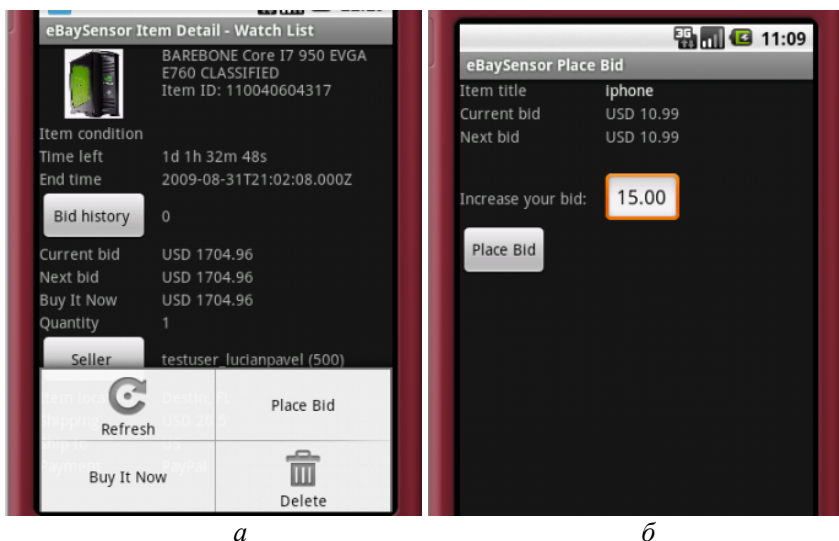 eBaySensor Item Detail - Watch List
BAREBONE Core I7 950 EVGA
E760 CLASSIFIED
Item ID: 110040604317
Item condition
Time left 1d 1h 32m 48s
End time 2009-08-31T21:02:08.000Z
Bid history 0
Current bid USD 1704.96
Next bid USD 1704.96
Buy It Now USD 1704.96
Quantity 1
Seller testuser_lucianpavel (500)
Refresh
Place Bid
Buy It Now
Delete
а
3G 11:09
eBaySensor Place Bid
Item title iphone
Current bid USD 10.99
Next bid USD 10.99
Increase your bid: 15.00
Place Bid
б